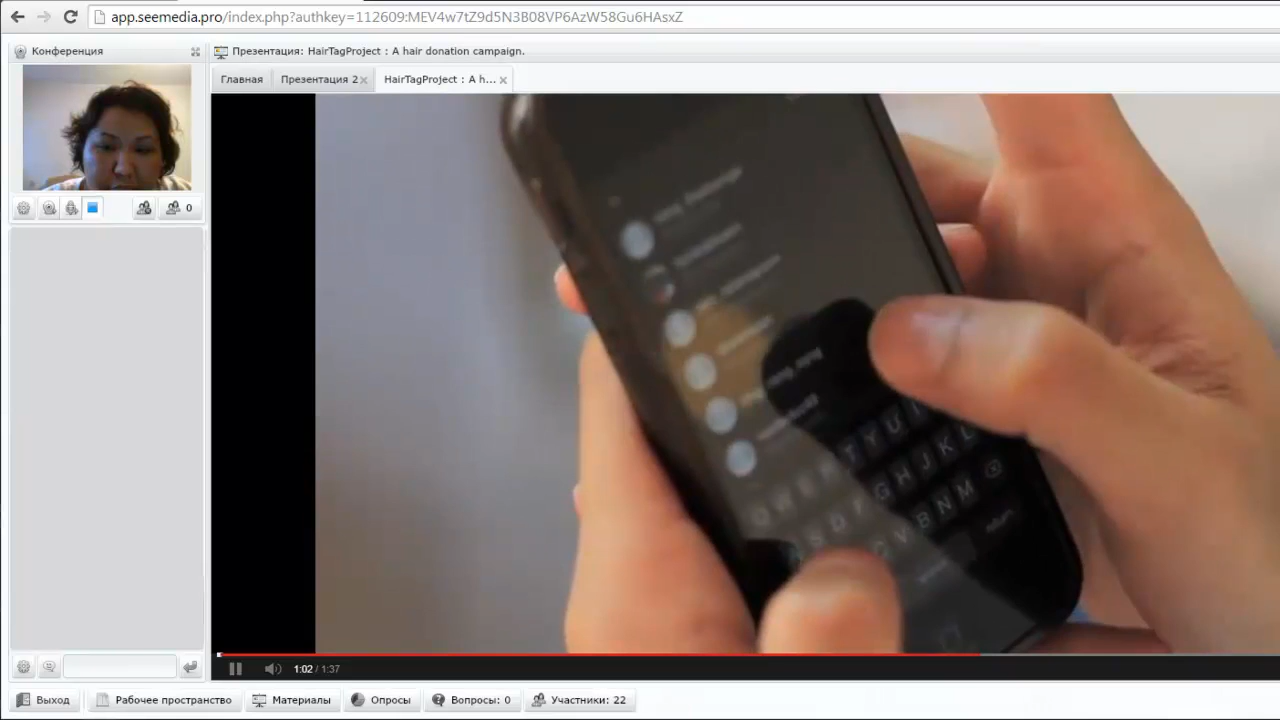 app.seemedia.pro/index.php?authkey=112609:MEV4w7tZ9d5N3B08VP6AzW58Gu6HAsxZ
Конференция
Презентация: HairTagProject : A hair donation campaign.
Главная
Презентация 2
HairTagProject : A h...
0
T Y U
G H J K L
V B N M
1:02 / 1:37
Выход
Рабочее пространство
Материалы
Опросы
Вопросы: 0
Участники: 22